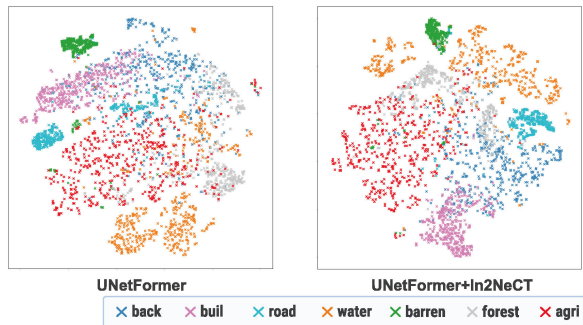 UNetFormer
UNetFormer+In2NeCT
back buil road water barren forest agri